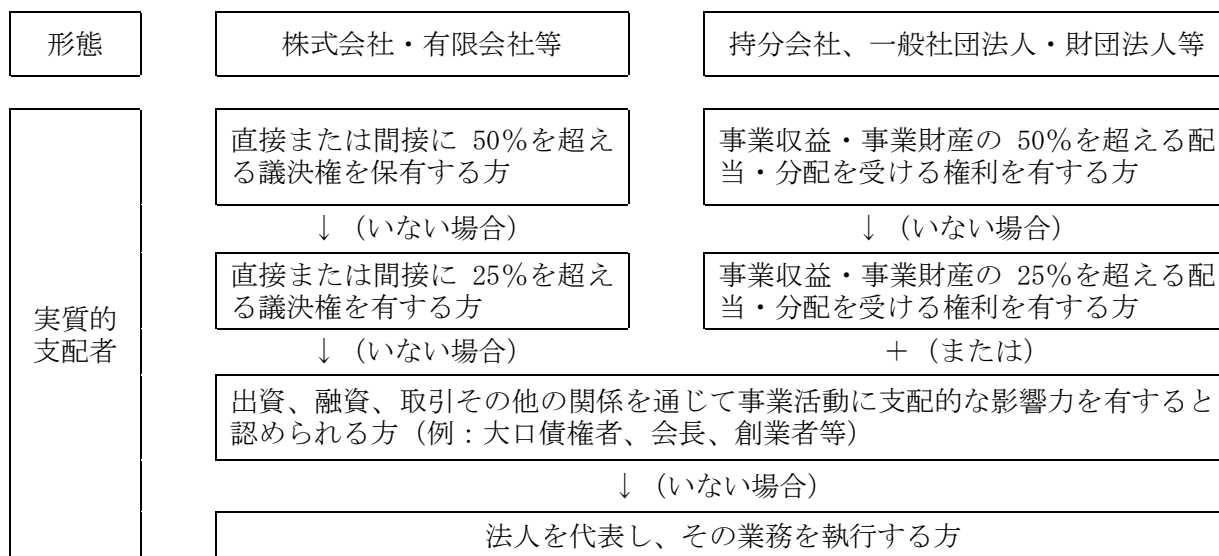 形態
株式会社・有限会社等
持分会社、一般社団法人・財団法人等
実質的
支配者
直接または間接に 50％を超え
る議決権を保有する方
事業収益・事業財産の 50％を超える配
当・分配を受ける権利を有する方
↓（いない場合）
↓（いない場合）
直接または間接に 25％を超え
る議決権を有する方
事業収益・事業財産の 25％を超える配
当・分配を受ける権利を有する方
↓（いない場合）
＋（または）
出資、融資、取引その他の関係を通じて事業活動に支配的な影響力を有すると
認められる方（例：大口債権者、会長、創業者等）
↓（いない場合）
法人を代表し、その業務を執行する方